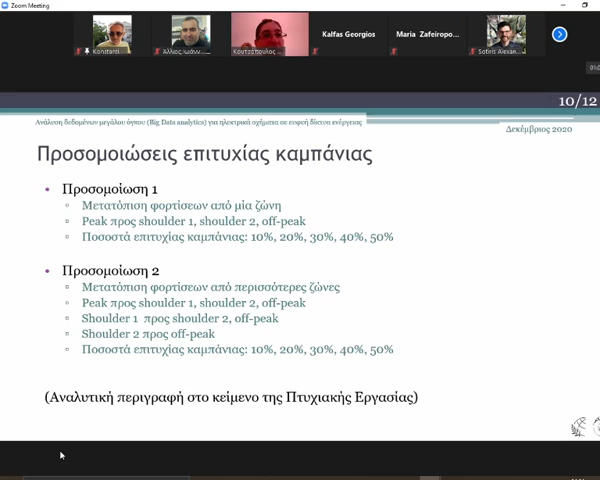 Zoom Meeting
Konstanti
Άλλιος_Ιωάνν...
Κουτσόπουλος...
Kalfas Georgios
Maria Zafeiropo...
Sotiris Alexan...
10/12
Ανάλυση δεδομένων μεγάλου όγκου (Big Data analytics) για ηλεκτρικά οχήματα σε ευφυή δίκτυα ενέργειας
Δεκέμβριος 2020
Προσομοιώσεις επιτυχίας καμπάνιας
• Προσομοίωση 1
▫ Μετατόπιση φορτίσεων από μία ζώνη
▫ Peak προς shoulder 1, shoulder 2, off-peak
▫ Ποσοστά επιτυχίας καμπάνιας: 10%, 20%, 30%, 40%, 50%
• Προσομοίωση 2
▫ Μετατόπιση φορτίσεων από περισσότερες ζώνες
▫ Peak προς shoulder 1, shoulder 2, off-peak
▫ Shoulder 1 προς shoulder 2, off-peak
▫ Shoulder 2 προς off-peak
▫ Ποσοστά επιτυχίας καμπάνιας: 10%, 20%, 30%, 40%, 50%
(Αναλυτική περιγραφή στο κείμενο της Πτυχιακής Εργασίας)